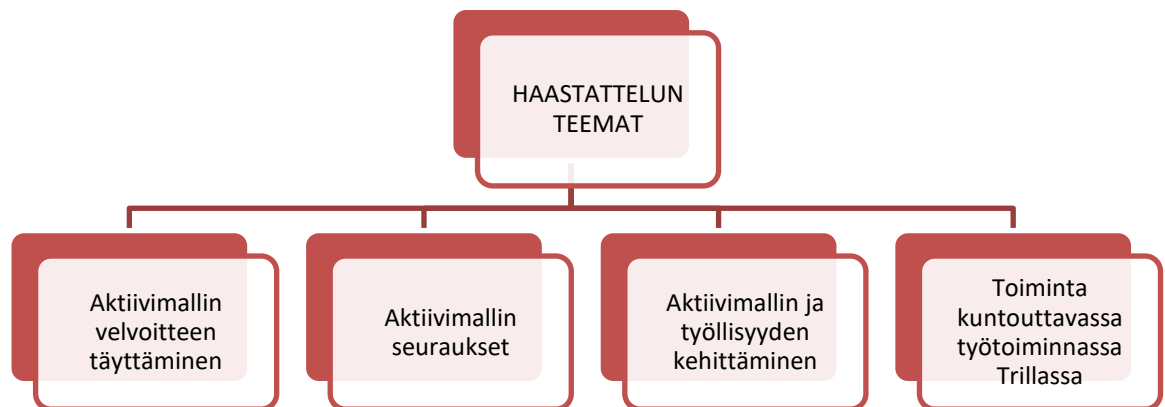 HAASTATTELUN
TEEMAT
Aktiivimallin
velvoitteen
täyttäminen
Aktiivimallin
seuraukset
Aktiivimallin ja
työllisyyden
kehittäminen
Toiminta
kuntouttavassa
työtoiminnassa
Trillassa